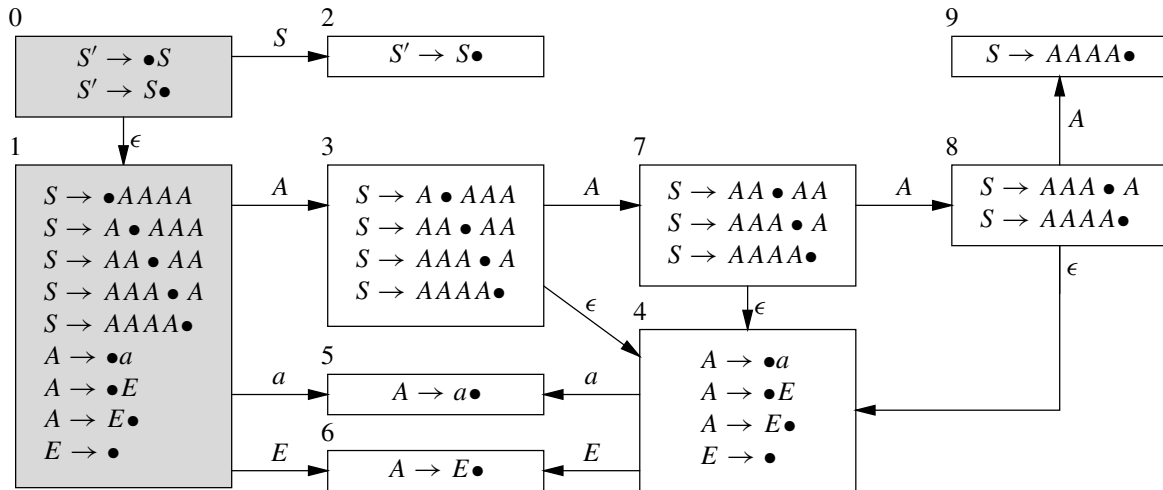 0
S′ → ●S
S′ → S●
S
2
S′ → S●
9
S → AAAA●
ϵ
A
1
S → ●AAAA
S → A ● AAA
S → AA ● AA
S → AAA ● A
S → AAAA●
A → ●a
A → ●E
A → E●
E → ●
A
3
S → A ● AAA
S → AA ● AA
S → AAA ● A
S → AAAA●
A
7
S → AA ● AA
S → AAA ● A
S → AAAA●
A
8
S → AAA ● A
S → AAAA●
ϵ
ϵ
ϵ
4
A → ●a
A → ●E
A → E●
E → ●
a
5
A → a●
a
E
6
A → E●
E